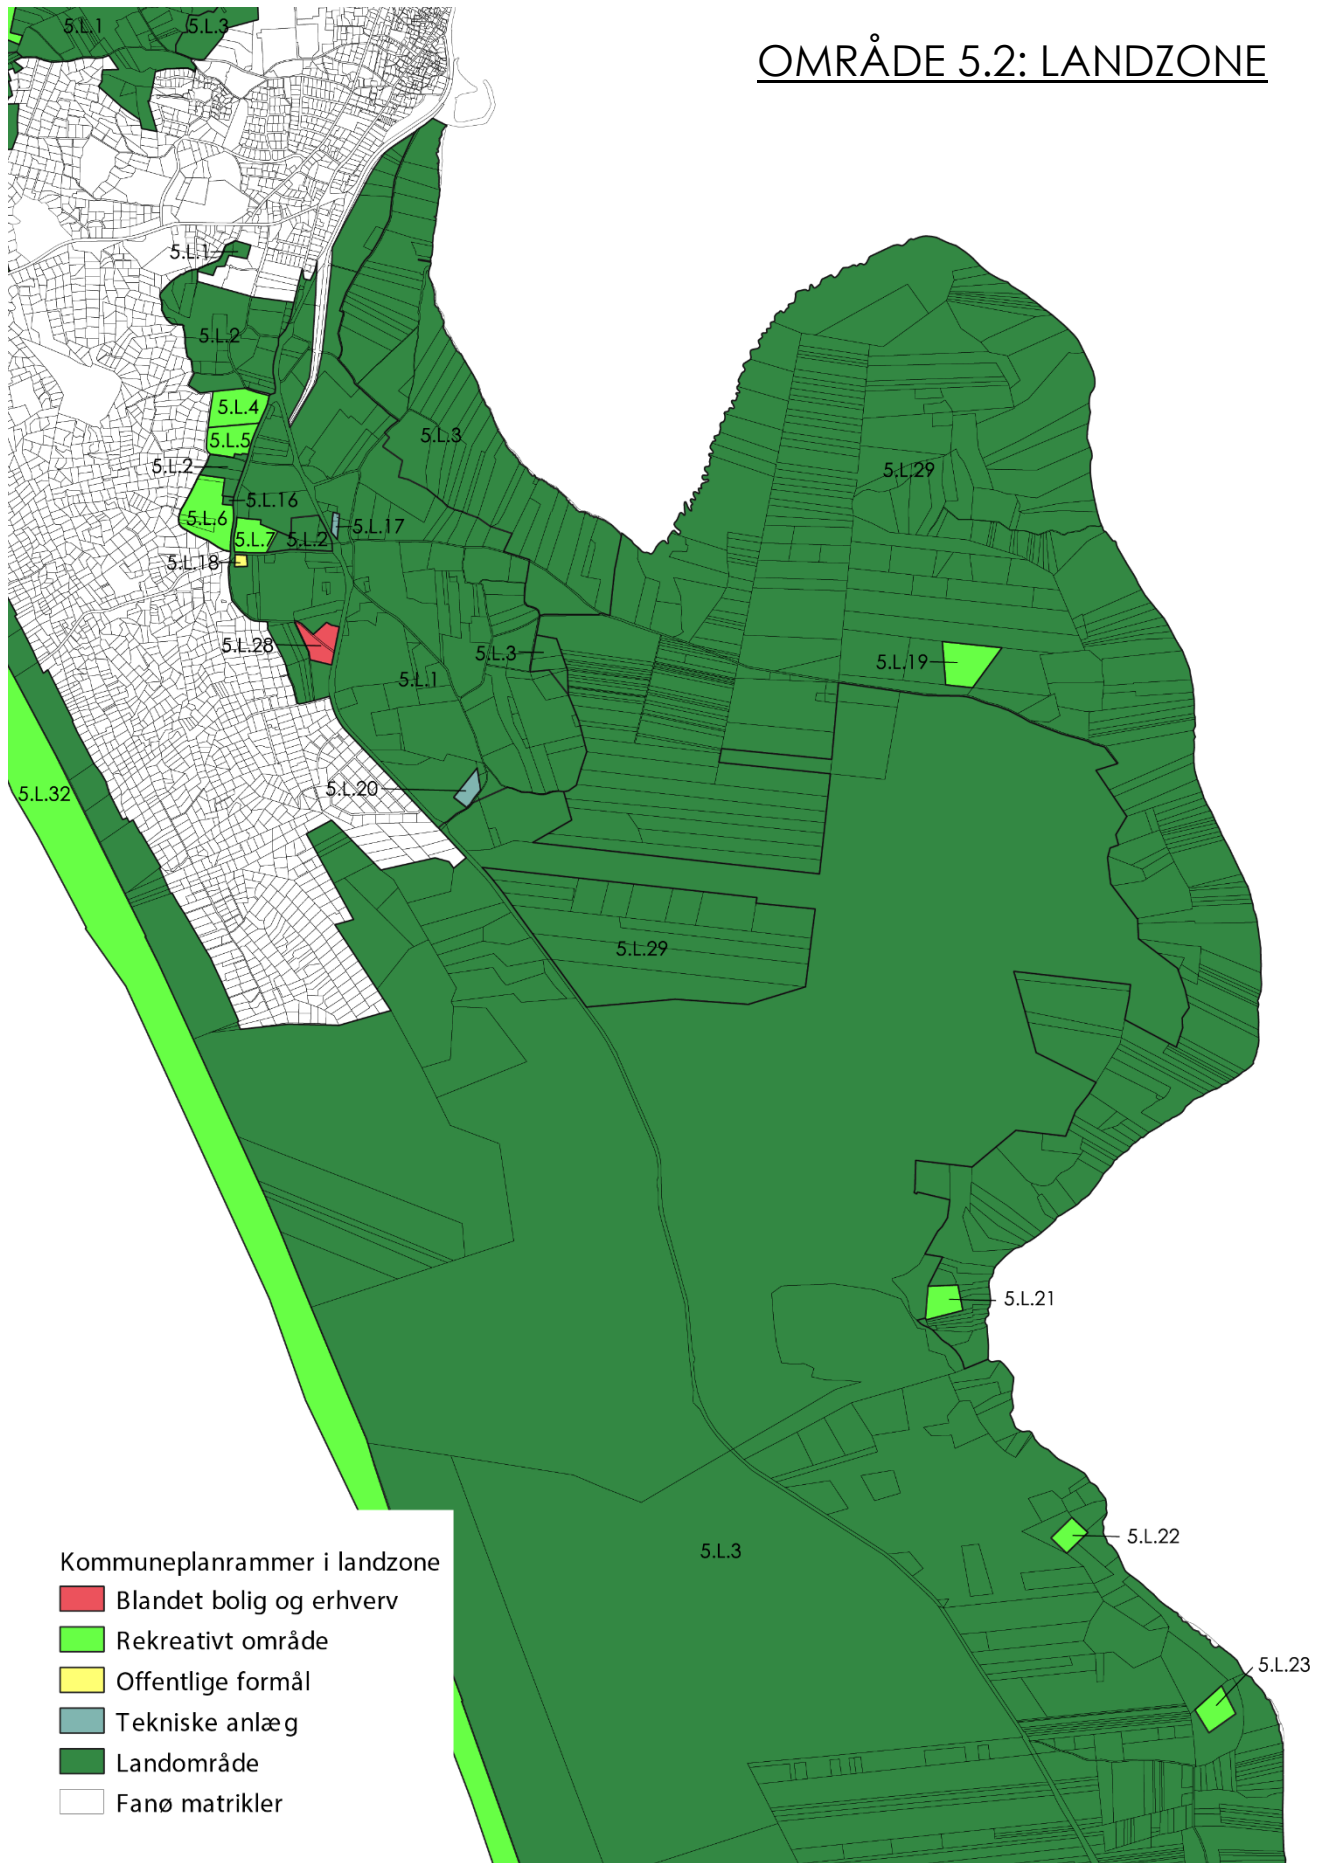 5.L.1
5.L.3
OMRÅDE 5.2: LANDZONE
5.L.1
5.L.2
5.L.4
5.L.3
5.L.5
5.L.2
5.L.29
5.L.16
5.L.6
5.L.17
5.L.7
5.L.2
5.L.18
5.L.28
5.L.3
5.L.19
5.L.1
5.L.20
5.L.32
5.L.29
5.L.21
5.L.22
5.L.3
Kommuneplanrammer i landzone
Blandet bolig og erhverv
Rekreativt område
5.L.23
Offentlige formål
Tekniske anlæg
Landområde
Fanø matrikler